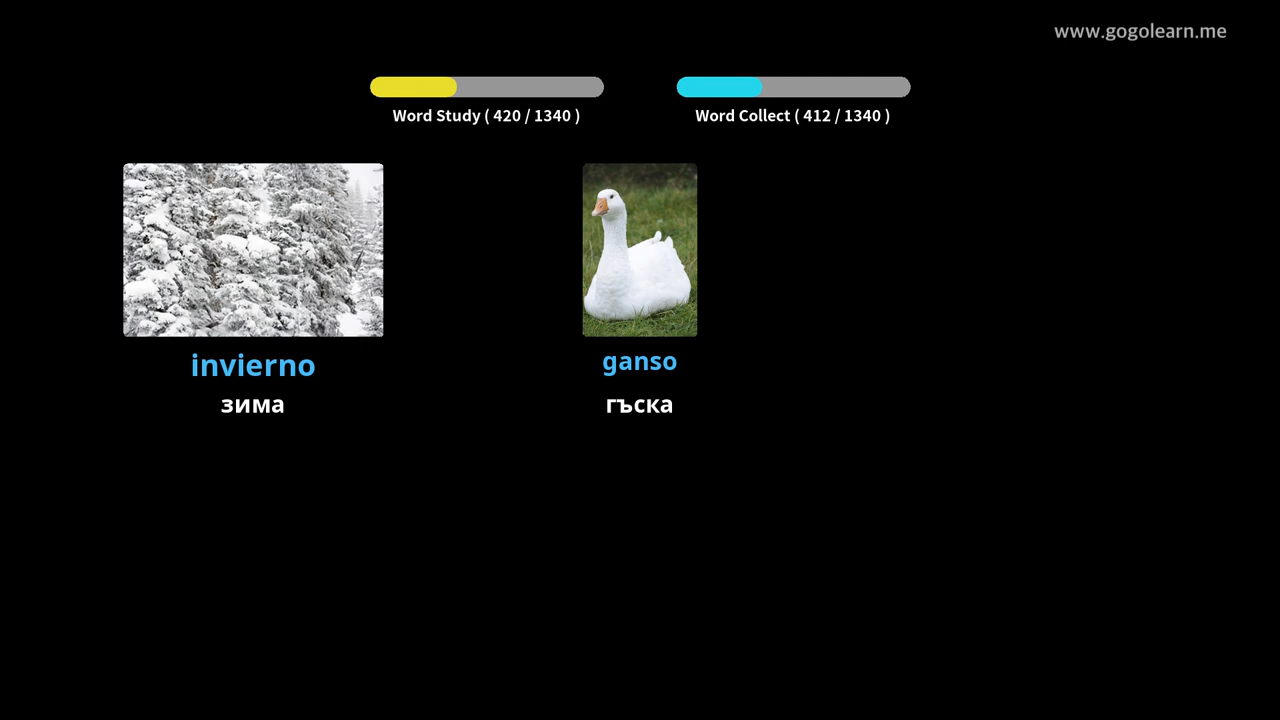 www.gogolearn.me
Word Study ( 420 / 1340 )
Word Collect ( 412 / 1340 )
invierno
зима
ganso
гъска